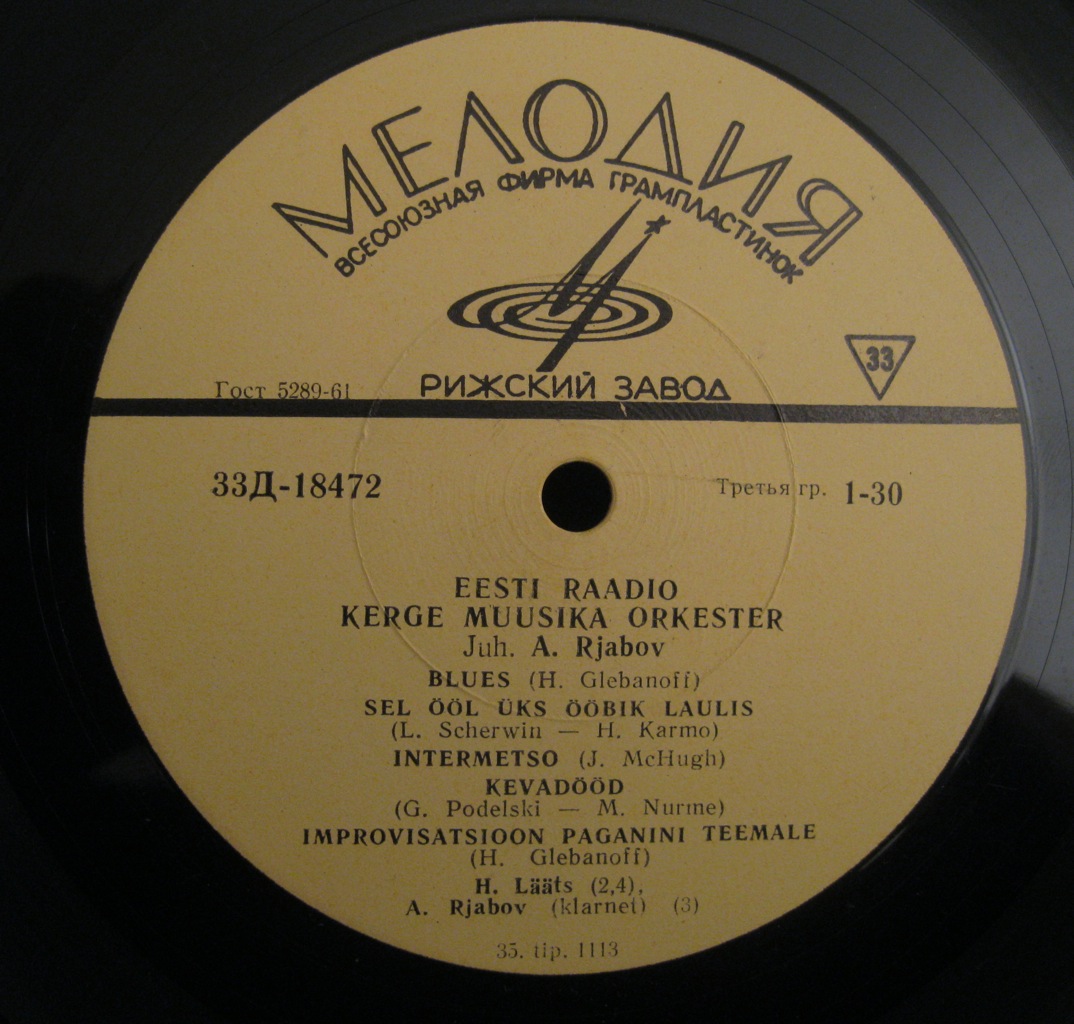 МЕЛОДИЯ
ВСЕСОЮЗНАЯ ФИРМА ГРАМПЛАСТИНОК
33
Гост 5289-61
РИЖСКИЙ ЗАВОД
33Д-18472
Третья гр. 1-30
EESTI RAADIO
KERGE MUUSIKA ORKESTER
Juh. A. Rjabov
BLUES (H. Glebanoff)
SEL ÖÖL ÜKS ÖÖBIK LAULIS
(L. Scherwin — H. Karmo)
INTERMETSO (J. McHugh)
KEVADÖÖD
(G. Podelski — M. Nurme)
IMPROVISATSIOON PAGANINI TEEMALE
(H. Glebanoff)
H. Lääts (2,4),
A. Rjabov (klarnet) (3)
35. tip. 1113